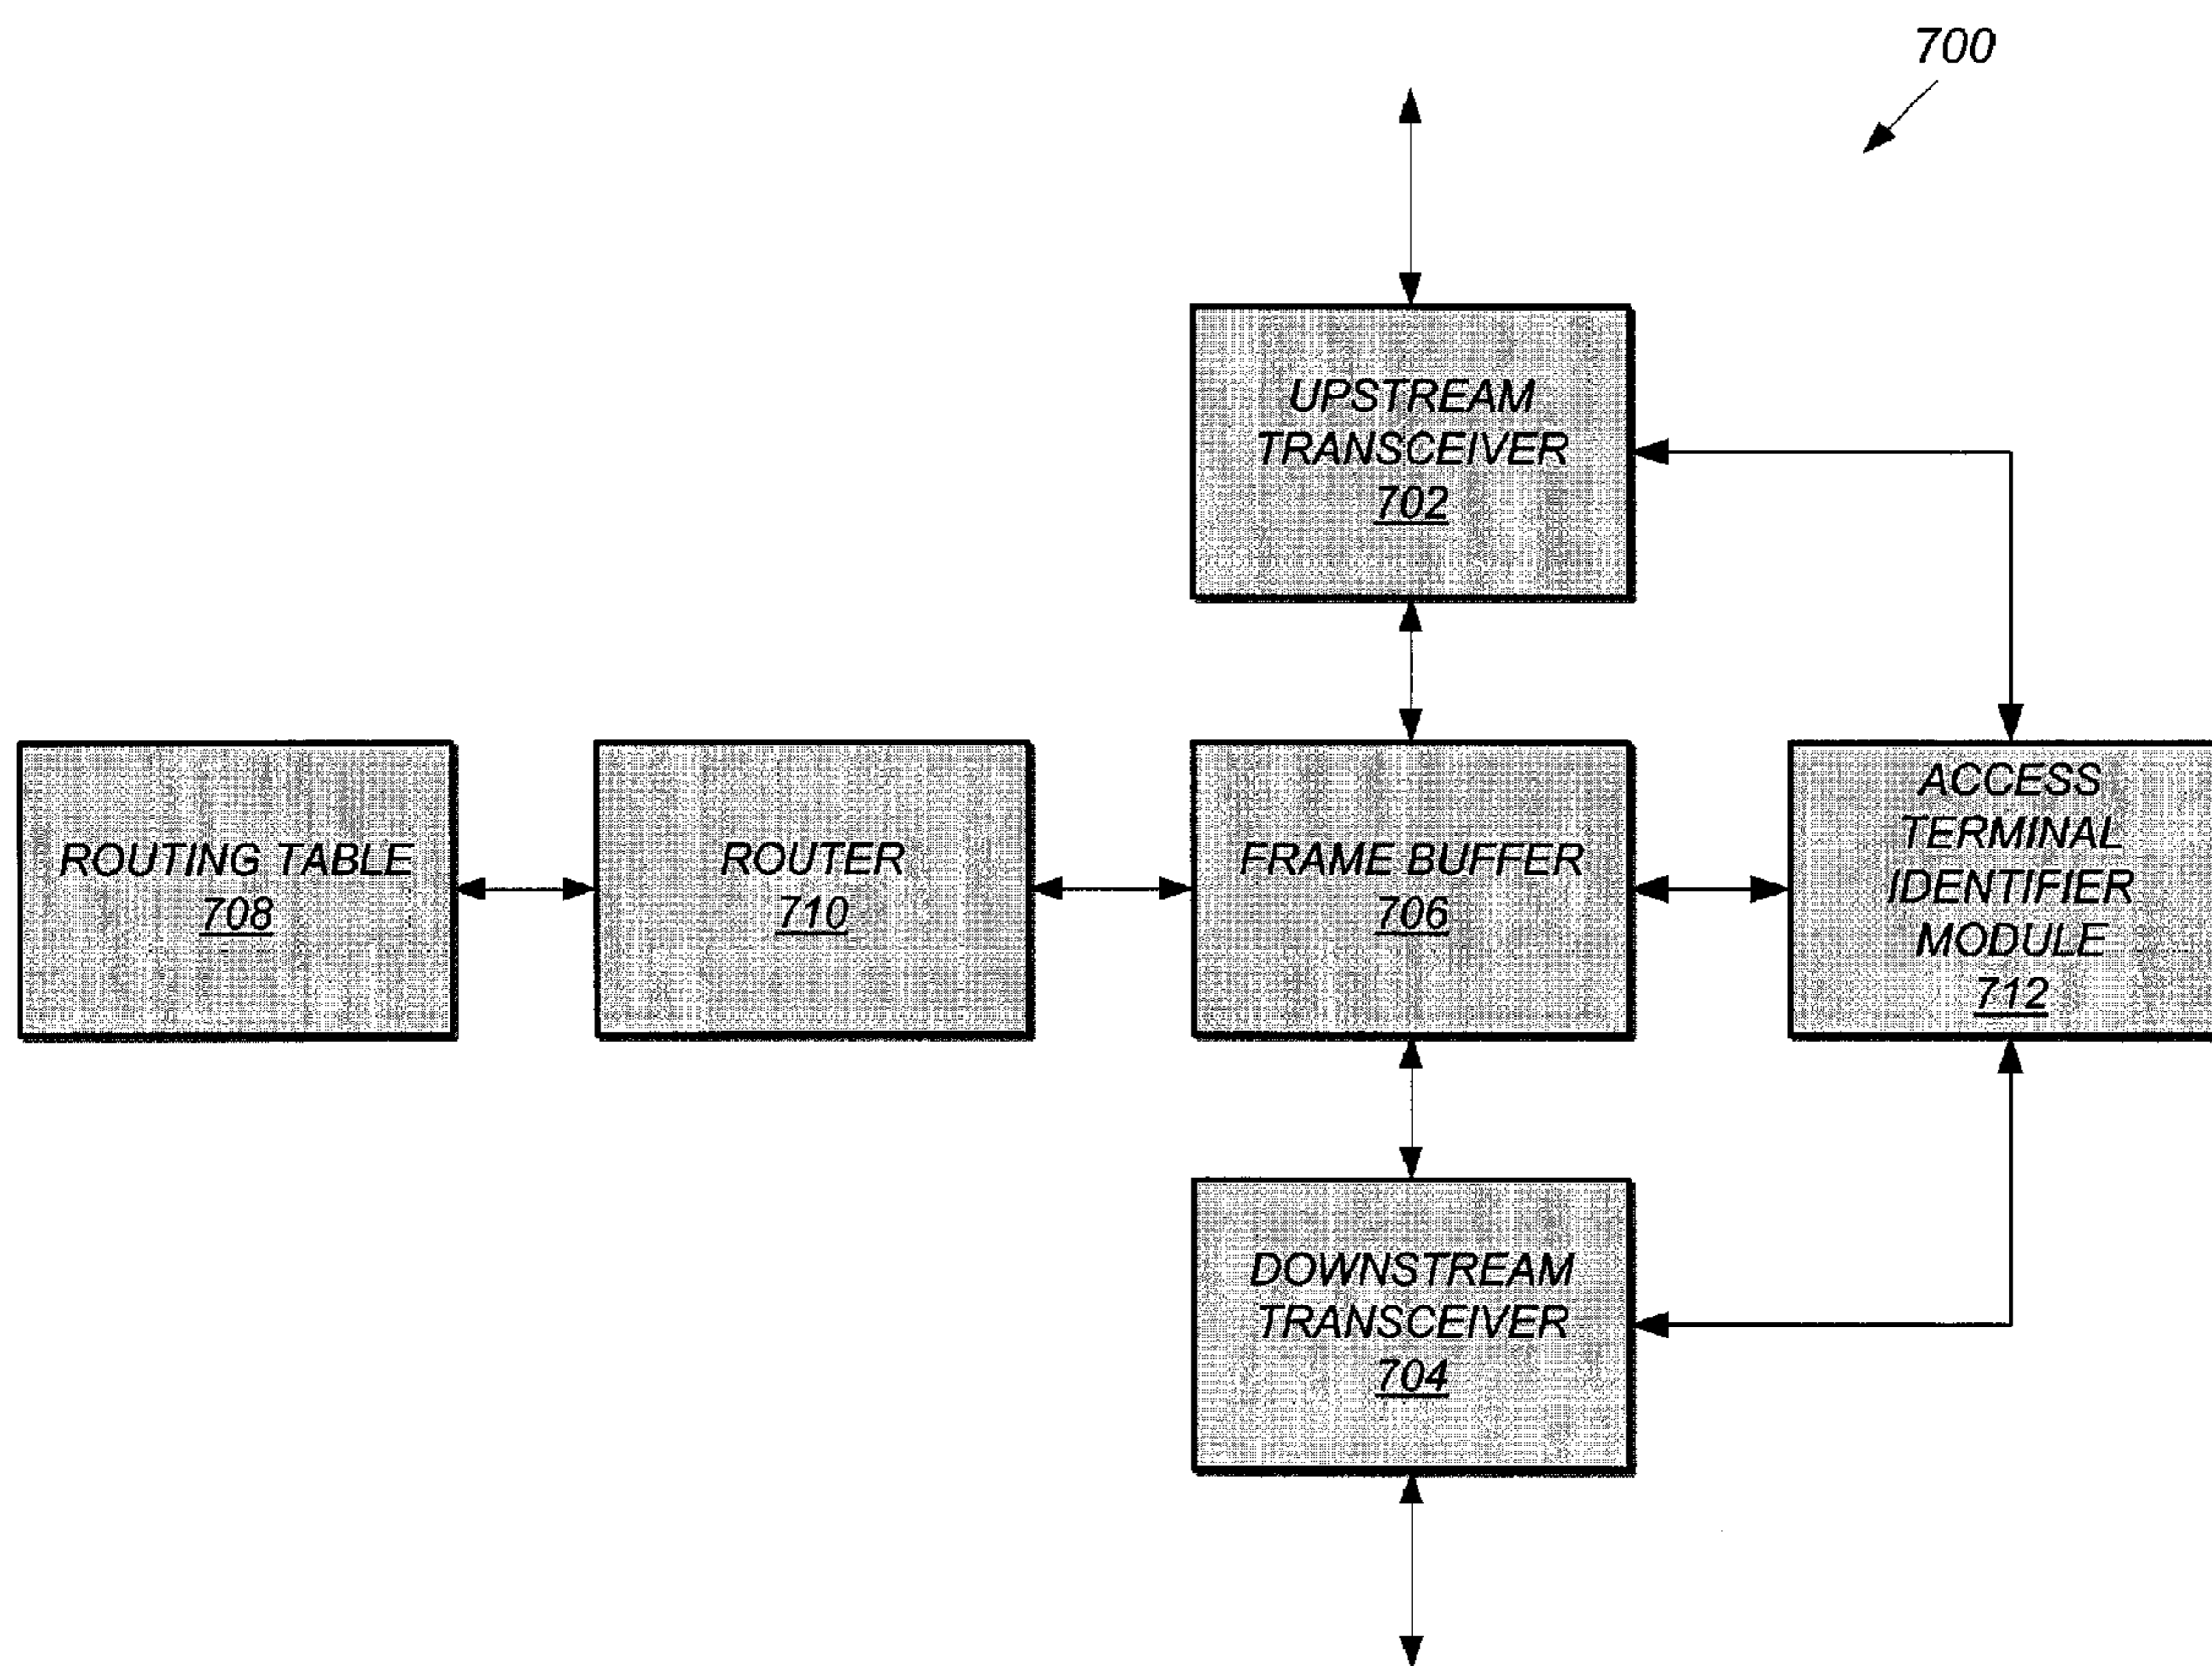 700
UPSTREAM
TRANSCEIVER
702
ROUTING TABLE
708
ROUTER
710
FRAME BUFFER
706
ACCESS
TERMINAL
IDENTIFIER
MODULE
712
DOWNSTREAM
TRANSCEIVER
704